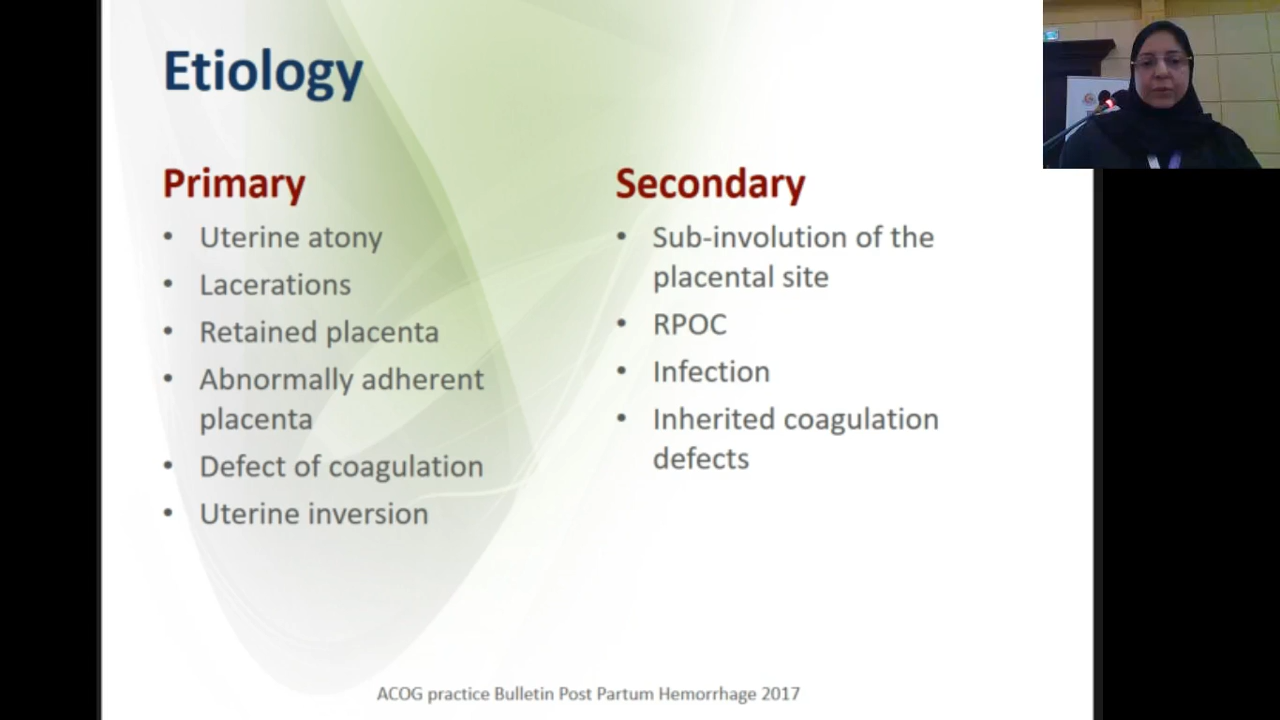 Etiology
Primary
• Uterine atony
• Lacerations
• Retained placenta
• Abnormally adherent
placenta
• Defect of coagulation
• Uterine inversion
Secondary
• Sub-involution of the
placental site
• RPOC
• Infection
• Inherited coagulation
defects
ACOG practice Bulletin Post Partum Hemorrhage 2017